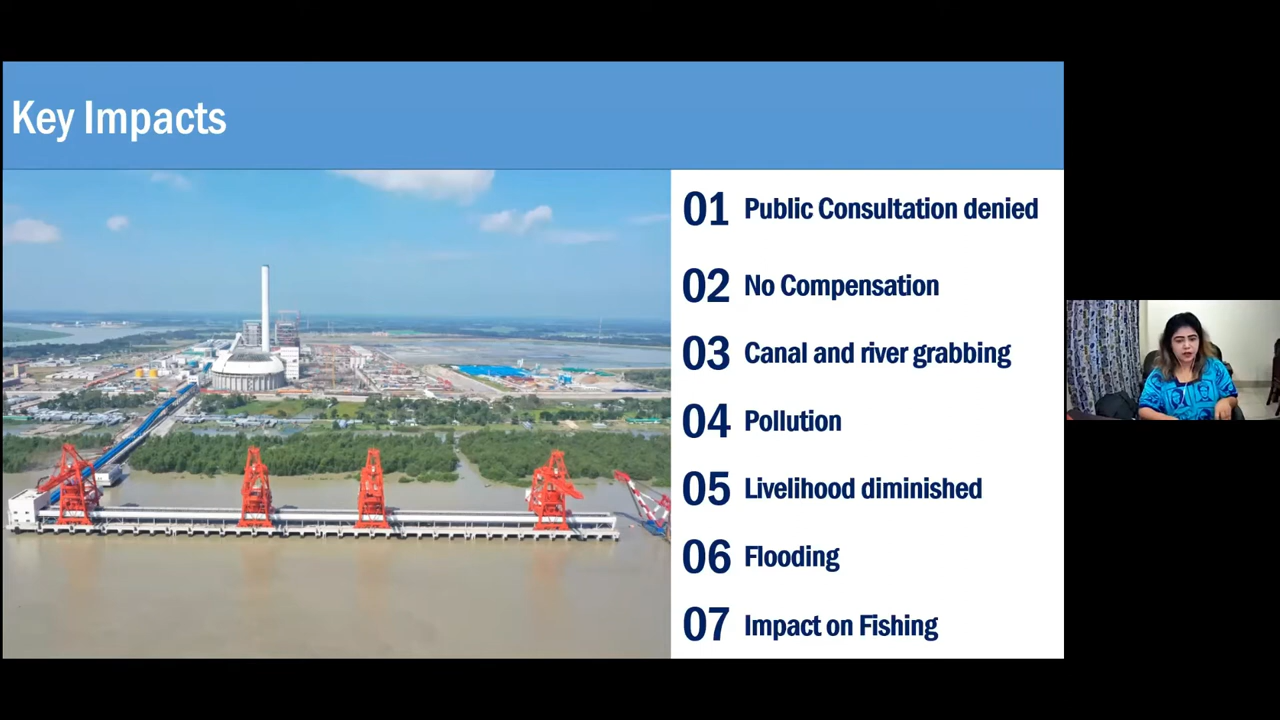 Key Impacts
01 Public Consultation denied
02 No Compensation
03 Canal and river grabbing
04 Pollution
05 Livelihood diminished
06 Flooding
07 Impact on Fishing